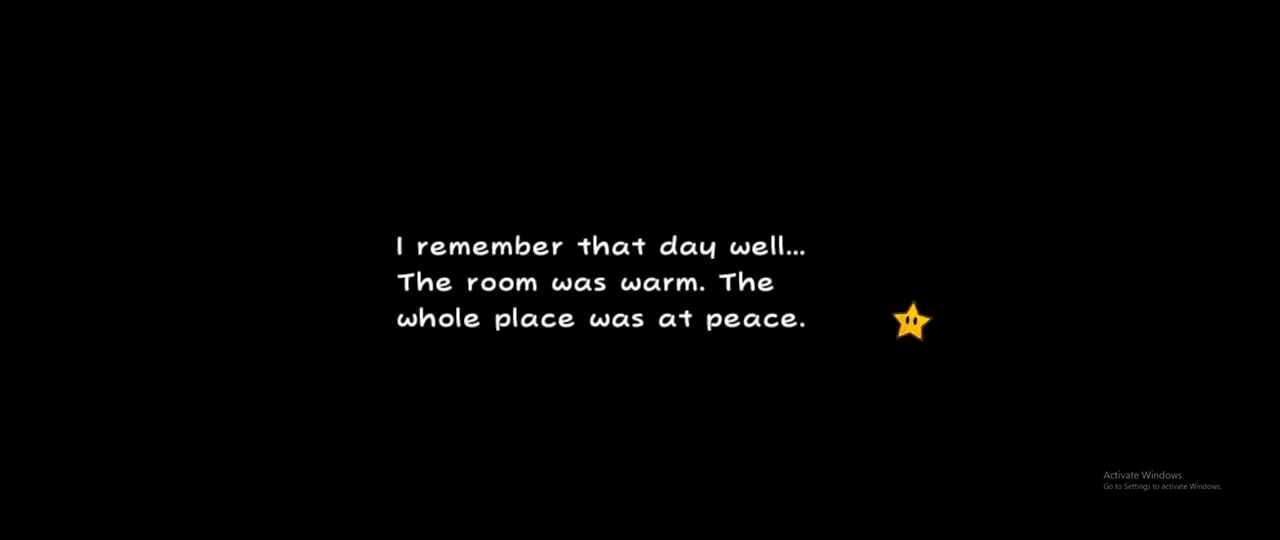 I remember that day well...
The room was warm. The
whole place was at peace.
Activate Windows
Go to Settings to activate Windows.